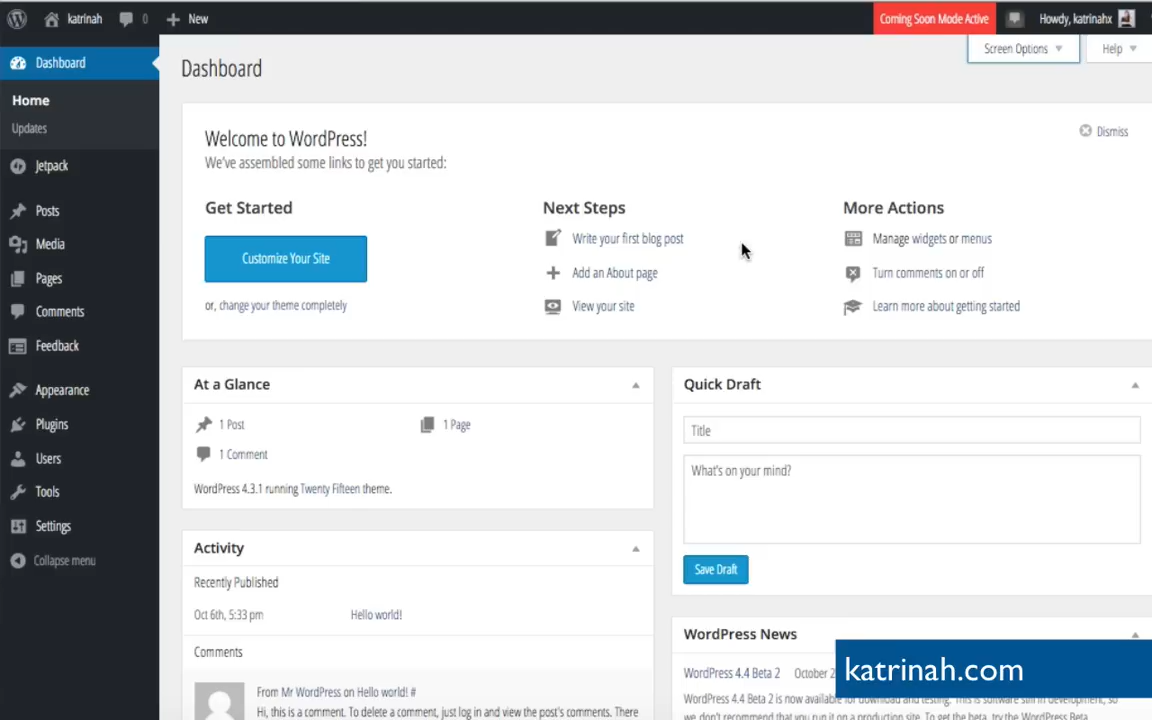 katrinah 0 New Coming Soon Mode Active Howdy, katrinahx
Screen Options Help
Dashboard
Home
Updates
Jetpack
Posts
Media
Pages
Comments
Feedback
Appearance
Plugins
Users
Tools
Settings
Collapse menu
Dashboard
Welcome to WordPress!
We've assembled some links to get you started:
Dismiss
Get Started
Customize Your Site
or, change your theme completely
Next Steps
Write your first blog post
Add an About page
View your site
More Actions
Manage widgets or menus
Turn comments on or off
Learn more about getting started
At a Glance
1 Post 1 Page
1 Comment
WordPress 4.3.1 running Twenty Fifteen theme.
Activity
Recently Published
Oct 6th, 5:33 pm Hello world!
Comments
From Mr WordPress on Hello world! #
Hi, this is a comment. To delete a comment, just log in and view the post's comments. There
Quick Draft
Title
What's on your mind?
Save Draft
WordPress News
WordPress 4.4 Beta 2 October 2
WordPress 4.4 Beta 2 is now available for download and testing. This is software still in development, so
we don't recommend that you run it on a production site. To get the beta, try the WordPress Beta
katrinah.com